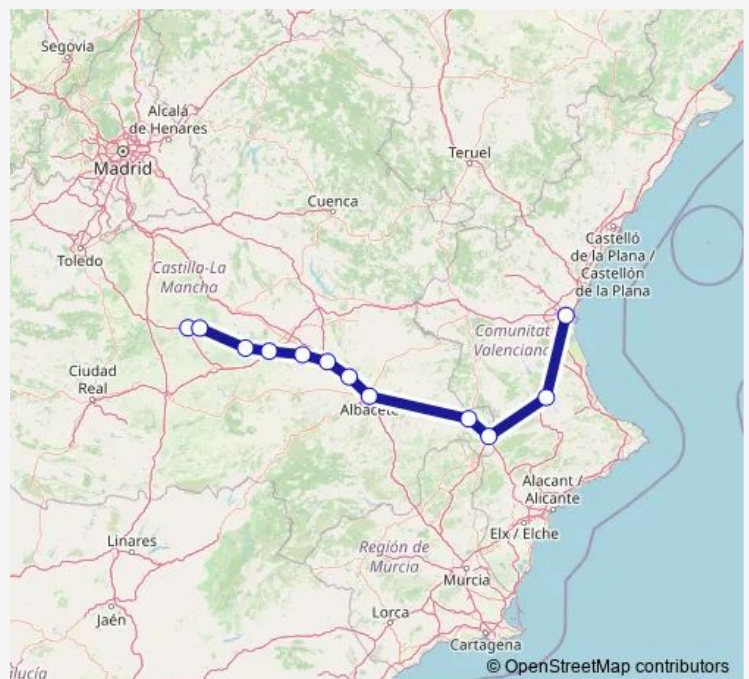 Segovia
Alcalá
de Henares
Madrid
Teruel
Cuenca
Toledo
Castilla-La
Mancha
Castelló
de la Plana /
Castellón
de la Plana
Comunitat
Valenciana
Ciudad
Real
Albacete
Alacant /
Alicante
Elx / Elche
Linares
Región de
Murcia
Murcia
Jaén
Lorca
Cartagena
lucía
© OpenStreetMap contributors